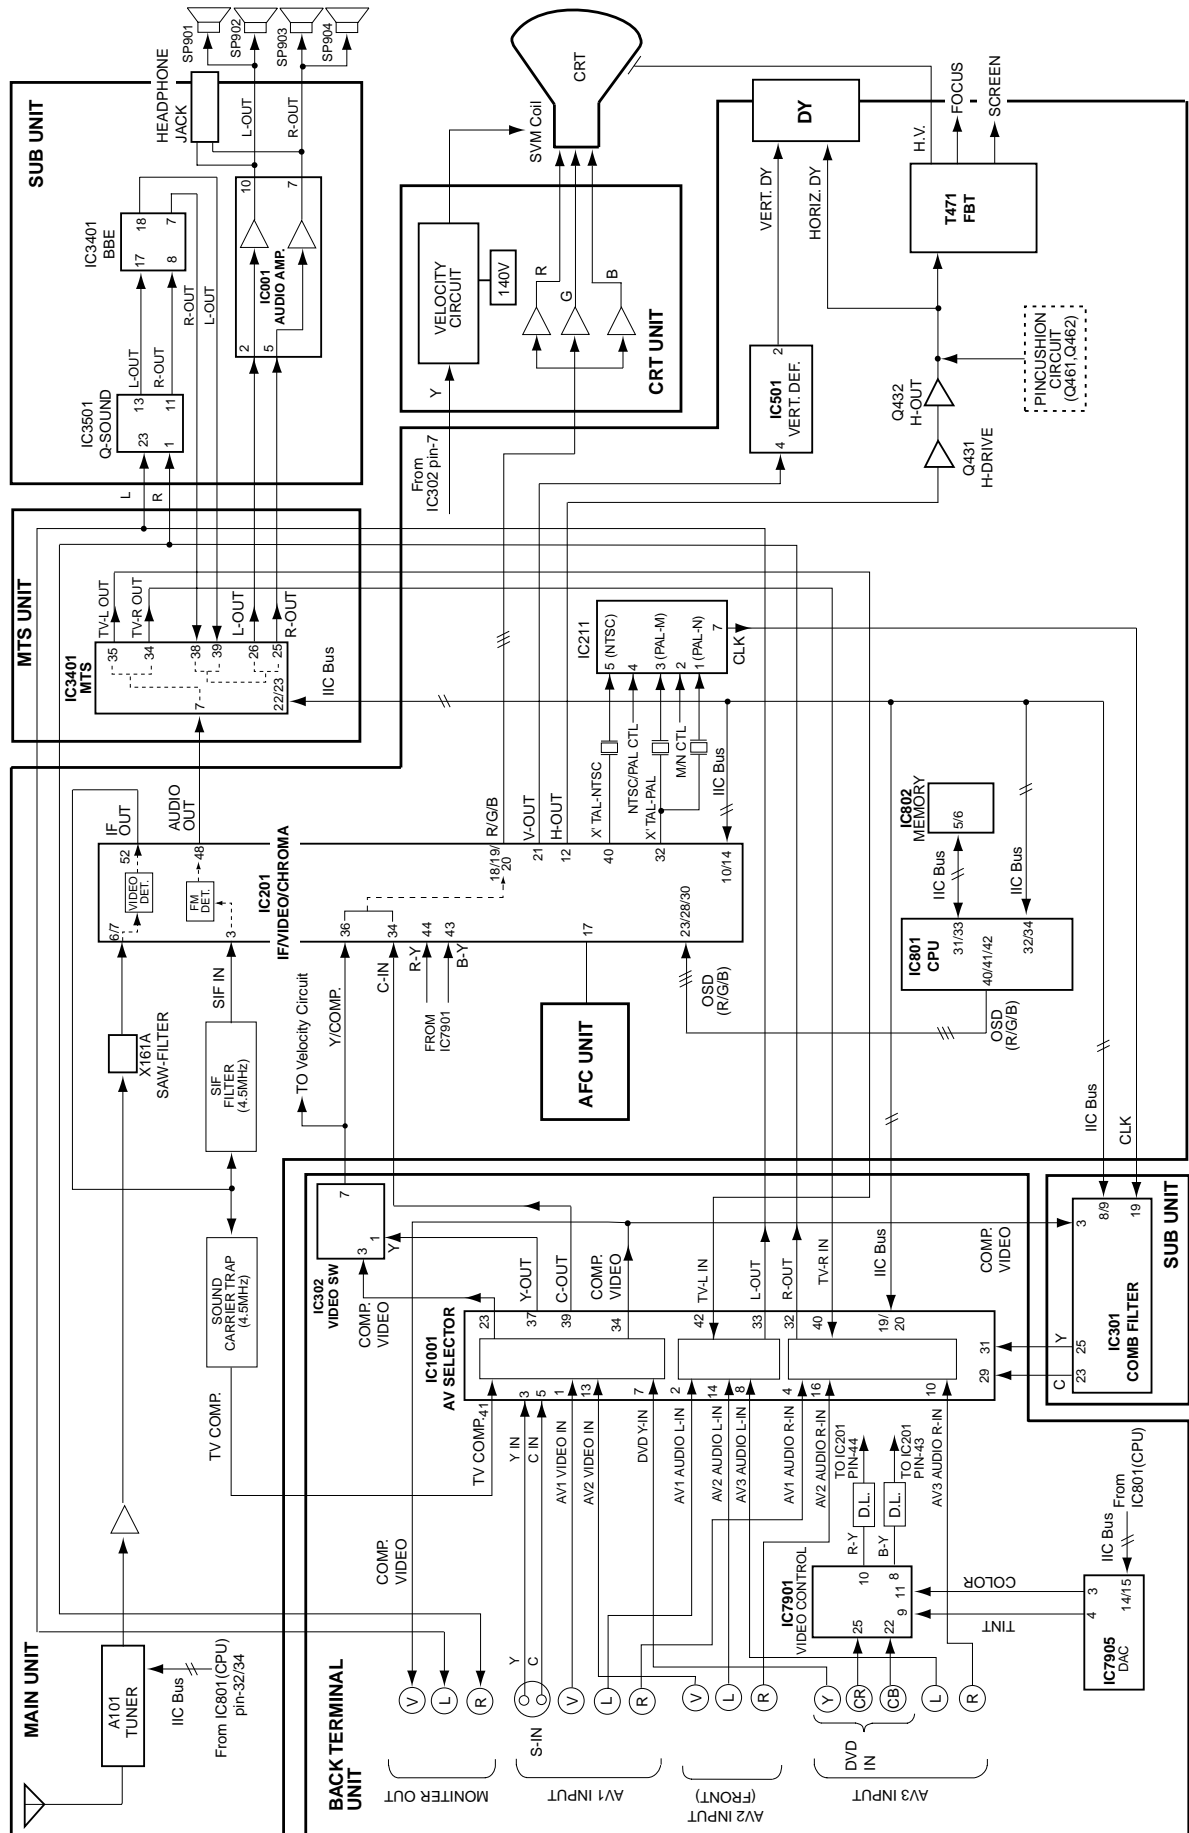 SP901
SP902
SP903
SP904
HEADPHONE
JACK
SUB UNIT
L-OUT
R-OUT
IC3401
BBE
18
7
17
8
R-OUT
L-OUT
10
7
IC001
AUDIO AMP.
2
5
L-OUT
R-OUT
IC3501
Q-SOUND
13
11
23
1
L
R
CRT
SVM Coil
VELOCITY
CIRCUIT
140V
R
G
B
CRT UNIT
Y
From
IC302 pin-7
DY
VERT. DY
HORIZ. DY
H.V.
FOCUS
SCREEN
T471
FBT
2
IC501
VERT. DEF.
4
PINCUSHION
CIRCUIT
(Q461,Q462)
Q432
H-OUT
Q431
H-DRIVE
MTS UNIT
IC3401
MTS
TV-L OUT
TV-R OUT
35
34
38
39
26
25
7
22/23
L-OUT
R-OUT
IIC Bus
IC211
5 (NTSC)
4
3 (PAL-M)
2
1 (PAL-N)
7
CLK
X' TAL-NTSC
NTSC/PAL CTL
X' TAL-PAL
M/N CTL
IIC Bus
IF
OUT
AUDIO
OUT
R/G/B
V-OUT
H-OUT
52
48
18/19/
20
21
12
40
32
10/14
VIDEO
DET.
FM
DET.
IC201
IF/VIDEO/CHROMA
6/7
3
36
34
44
43
17
23/28/30
SIF IN
Y/COMP.
C-IN
R-Y
B-Y
FROM
IC7901
OSD
(R/G/B)
X161A
SAW-FILTER
SIF
FILTER
(4.5MHz)
TO Velocity Circuit
AFC UNIT
IC802
MEMORY
5/6
IIC Bus
IIC Bus
IC801
CPU
31/33
40/41/42
32/34
OSD
(R/G/B)
IIC Bus
CLK
SOUND
CARRIER TRAP
(4.5MHz)
TV COMP.
7
3
1
Y
IC302
VIDEO SW
COMP.
VIDEO
Y-OUT
C-OUT
COMP.
VIDEO
TV-L IN
L-OUT
R-OUT
TV-R IN
IIC Bus
COMP.
VIDEO
IC1001
AV SELECTOR
23
37
39
34
42
33
32
40
19/
20
31
29
41
3
5
1
13
7
2
14
8
4
16
10
TV COMP.
Y IN
C IN
AV1 VIDEO IN
AV2 VIDEO IN
DVD Y-IN
AV1 AUDIO L-IN
AV2 AUDIO L-IN
AV3 AUDIO L-IN
AV1 AUDIO R-IN
AV2 AUDIO R-IN
TO IC201
PIN-44
TO IC201
PIN-43
AV3 AUDIO R-IN
SUB UNIT
3
8/9
19
IC301
COMB FILTER
25
23
Y
C
D.L.
D.L.
R-Y
B-Y
IC7901
VIDEO CONTROL
10
8
11
9
25
22
COLOR
TINT
IIC Bus
From
IC801(CPU)
3
4
14/15
IC7905
DAC
MAIN UNIT
A101
TUNER
IIC Bus
From IC801(CPU)
pin-32/34
COMP.
VIDEO
BACK TERMINAL
UNIT
V
L
R
MONITER OUT
Y
C
S-IN
V
L
R
AV1 INPUT
V
L
R
AV2 INPUT
(FRONT)
Y
CR
CB
DVD
IN
L
R
AV3 INPUT